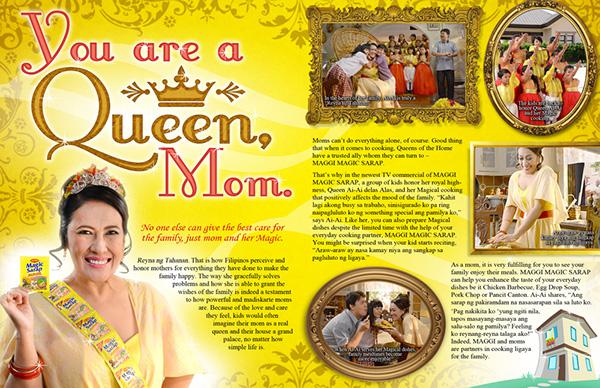 You are a
Queen,
Mom.
No one else can give the best care for
the family, just mom and her Magic.
Reyna ng Tahanan. That is how Filipinos perceive and
honor mothers for everything they have done to make the
family happy. The way she gracefully solves
problems and how she is able to grant the
wishes of the family is indeed a testament
to how powerful and madiskarte moms
are. Because of the love and care
they feel, kids would often
imagine their mom as a real
queen and their house a grand
palace, no matter how
simple life is.
MAGGI
Magic
Sarap
The kids
honor Queen
and her Magic
cooking
Moms can't do everything alone, of course. Good thing
that when it comes to cooking, Queens of the Home
have a trusted ally whom they can turn to –
MAGGI MAGIC SARAP.
That's why in the newest TV commercial of MAGGI
MAGIC SARAP, a group of kids honor her royal high-
ness, Queen Ai-Ai delas Alas, and her Magical cooking
that positively affects the mood of the family. "Kahit
lagi akong busy sa trabaho, sinisigurado ko pa ring
naipagluluto ko ng something special ang pamilya ko,"
says Ai-Ai. Like her, you can also prepare Magical
dishes despite the limited time with the help of your
everyday cooking partner, MAGGI MAGIC SARAP.
You might be surprised when your kid starts reciting,
"Araw-araw ay nasa kamay niya ang sangkap sa
pagluluto ng ligaya."
When Ai-Ai serves her Magical dishes,
family mealtimes become
more enjoyable
As a mom, it is very fulfilling for you to see your
family enjoy their meals. MAGGI MAGIC SARAP
can help you enhance the taste of your everyday
dishes be it Chicken Barbecue, Egg Drop Soup,
Pork Chop or Pancit Canton. Ai-Ai shares, "Ang
sarap ng pakiramdam na nasasarapan sila sa luto ko.
'Pag nakikita ko 'yung ngiti nila,
tapos masayang-masaya ang
salu-salo ng pamilya? Feeling
ko reynang-reyna talaga ako!"
Indeed, MAGGI and moms
are partners in cooking ligaya
for the family.